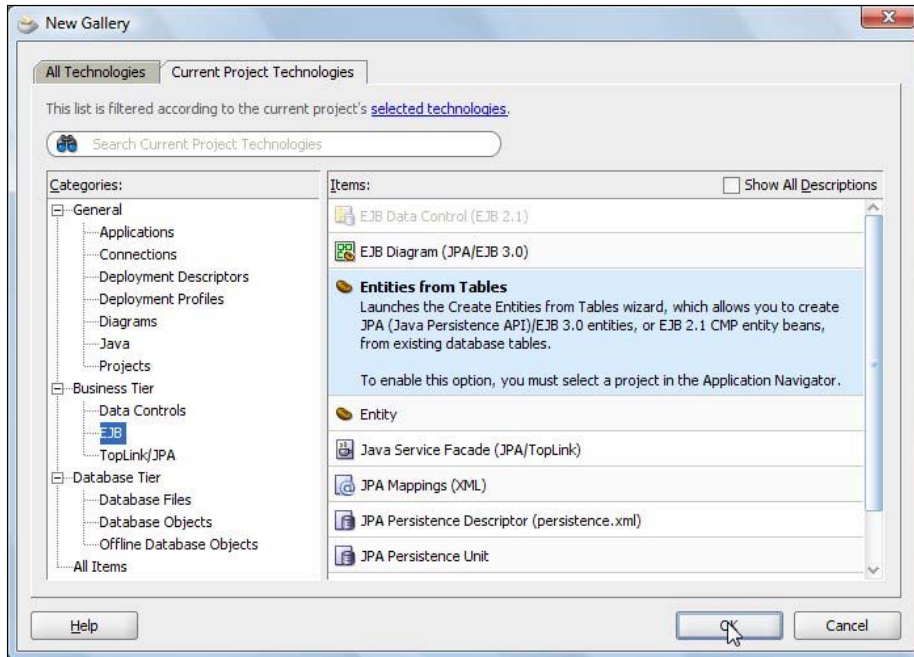 New Gallery
All Technologies
Current Project Technologies
This list is filtered according to the current project's selected technologies.
Search Current Project Technologies
Categories:
General
Applications
Connections
Deployment Descriptors
Deployment Profiles
Diagrams
Java
Projects
Business Tier
Data Controls
EJB
TopLink/JPA
Database Tier
Database Files
Database Objects
Offline Database Objects
All Items
Items:
Show All Descriptions
EJB Data Control (EJB 2.1)
EJB Diagram (JPA/EJB 3.0)
Entities from Tables
Launches the Create Entities from Tables wizard, which allows you to create
JPA (Java Persistence API)/EJB 3.0 entities, or EJB 2.1 CMP entity beans,
from existing database tables.
To enable this option, you must select a project in the Application Navigator.
Entity
Java Service Facade (JPA/TopLink)
JPA Mappings (XML)
JPA Persistence Descriptor (persistence.xml)
JPA Persistence Unit
Help
OK
Cancel